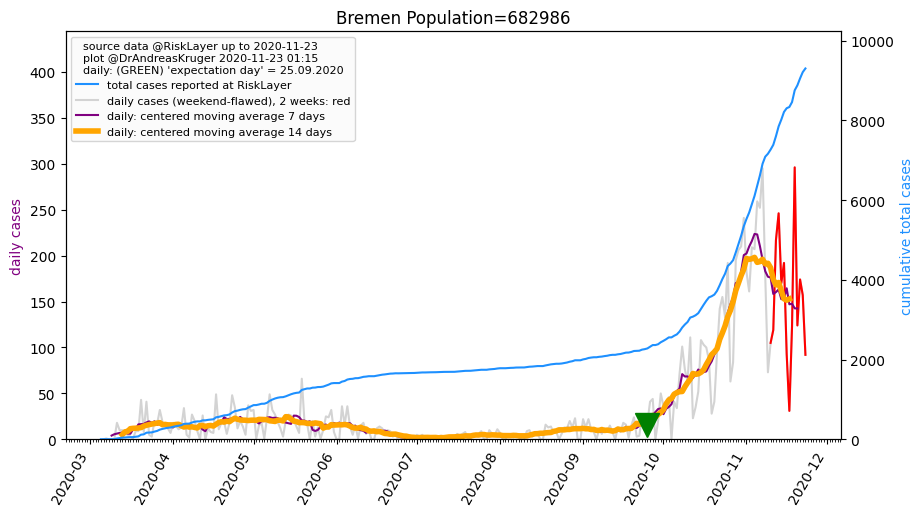 Bremen Population=682986
source data @RiskLayer up to 2020-11-23
plot @DrAndreasKruger 2020-11-23 01:15
daily: (GREEN) 'expectation day' = 25.09.2020
total cases reported at RiskLayer
daily cases (weekend-flawed), 2 weeks: red
daily: centered moving average 7 days
daily: centered moving average 14 days
daily cases
400
350
300
250
200
150
100
50
0
10000
8000
6000
4000
2000
0
cumulative total cases
2020-03
2020-04
2020-05
2020-06
2020-07
2020-08
2020-09
2020-10
2020-11
2020-12